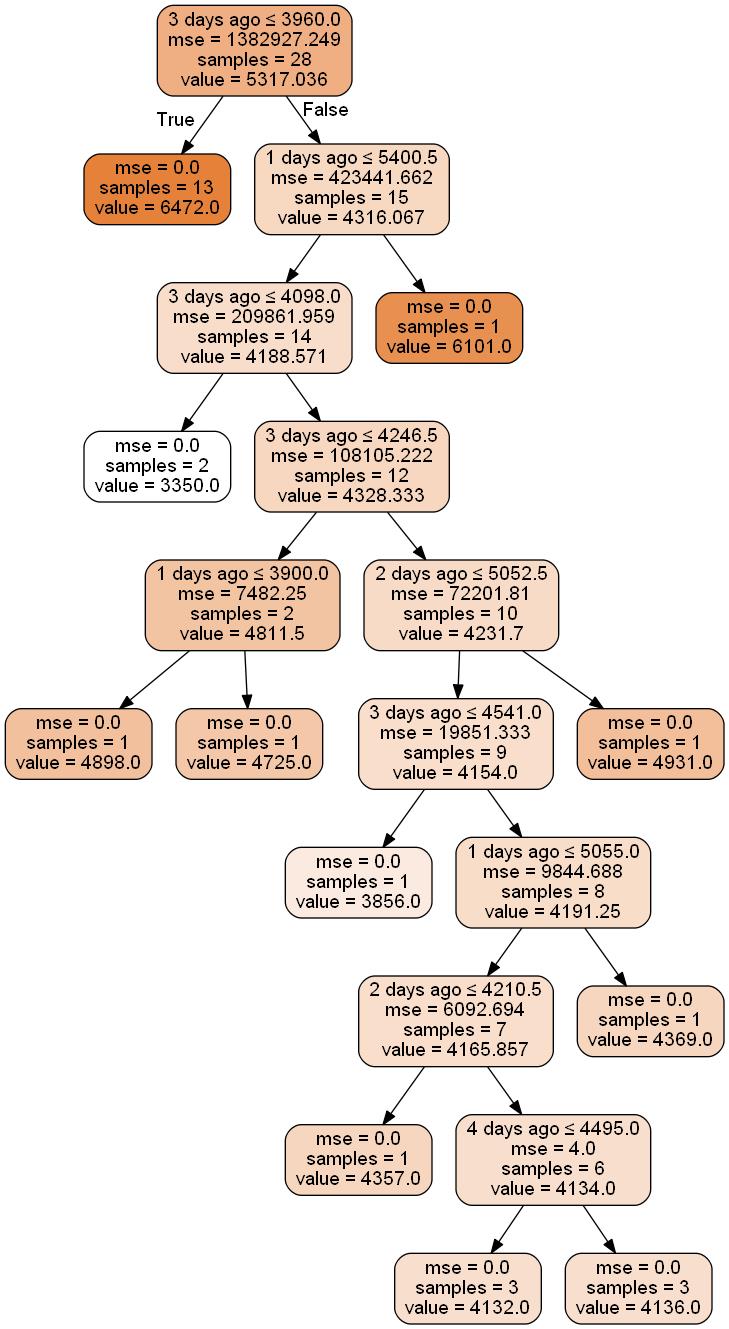 3 days ago ≤ 3960.0
mse = 1382927.249
samples = 28
value = 5317.036
True
False
mse = 0.0
samples = 13
value = 6472.0
1 days ago ≤ 5400.5
mse = 423441.662
samples = 15
value = 4316.067
3 days ago ≤ 4098.0
mse = 209861.959
samples = 14
value = 4188.571
mse = 0.0
samples = 1
value = 6101.0
mse = 0.0
samples = 2
value = 3350.0
3 days ago ≤ 4246.5
mse = 108105.222
samples = 12
value = 4328.333
1 days ago ≤ 3900.0
mse = 7482.25
samples = 2
value = 4811.5
2 days ago ≤ 5052.5
mse = 72201.81
samples = 10
value = 4231.7
mse = 0.0
samples = 1
value = 4898.0
mse = 0.0
samples = 1
value = 4725.0
3 days ago ≤ 4541.0
mse = 19851.333
samples = 9
value = 4154.0
mse = 0.0
samples = 1
value = 4931.0
mse = 0.0
samples = 1
value = 3856.0
1 days ago ≤ 5055.0
mse = 9844.688
samples = 8
value = 4191.25
2 days ago ≤ 4210.5
mse = 6092.694
samples = 7
value = 4165.857
mse = 0.0
samples = 1
value = 4369.0
mse = 0.0
samples = 1
value = 4357.0
4 days ago ≤ 4495.0
mse = 4.0
samples = 6
value = 4134.0
mse = 0.0
samples = 3
value = 4132.0
mse = 0.0
samples = 3
value = 4136.0